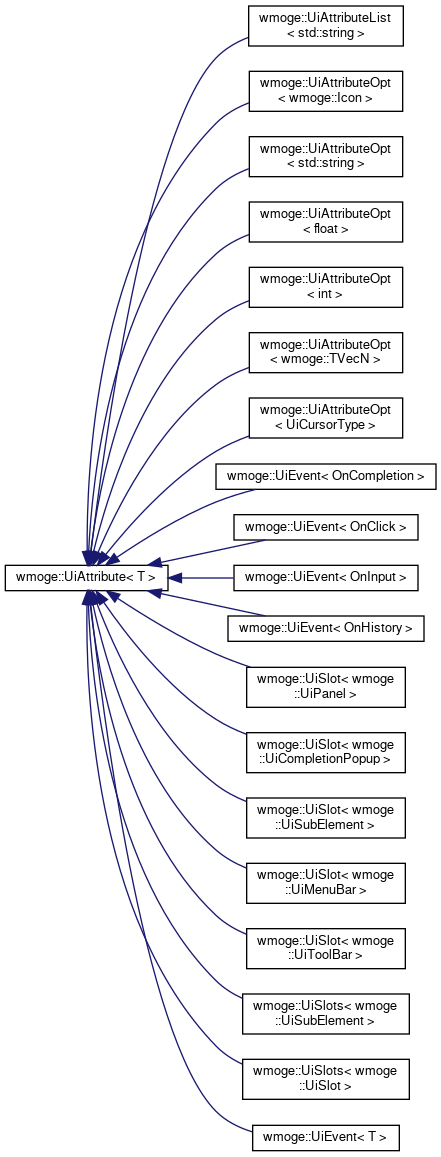 wmoge::UiAttributeList
< std::string >
wmoge::UiAttributeOpt
< wmoge::Icon >
wmoge::UiAttributeOpt
< std::string >
wmoge::UiAttributeOpt
< float >
wmoge::UiAttributeOpt
< int >
wmoge::UiAttributeOpt
< wmoge::TVecN >
wmoge::UiAttributeOpt
< UiCursorType >
wmoge::UiEvent< OnCompletion >
wmoge::UiEvent< OnClick >
wmoge::UiAttribute< T >
wmoge::UiEvent< OnInput >
wmoge::UiEvent< OnHistory >
wmoge::UiSlot< wmoge
::UiPanel >
wmoge::UiSlot< wmoge
::UiCompletionPopup >
wmoge::UiSlot< wmoge
::UiSubElement >
wmoge::UiSlot< wmoge
::UiMenuBar >
wmoge::UiSlot< wmoge
::UiToolBar >
wmoge::UiSlots< wmoge
::UiSubElement >
wmoge::UiSlots< wmoge
::UiSlot >
wmoge::UiEvent< T >